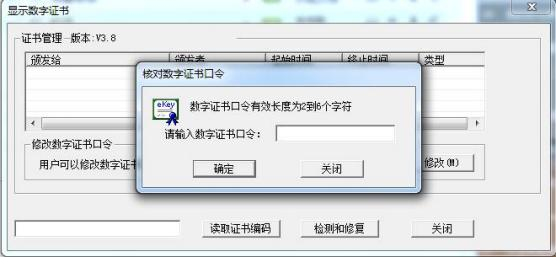 显示数字证书
证书管理--版本:V3.8
颁发给 颁发者 起始时间 终止时间 类型
核对数字证书口令
eKey
数字证书口令有效长度为2到6个字符
请输入数字证书口令:
确定 关闭
修改数字证书口令
用户可以修改数字证书
修改(M)
读取证书编码 检测和修复 关闭